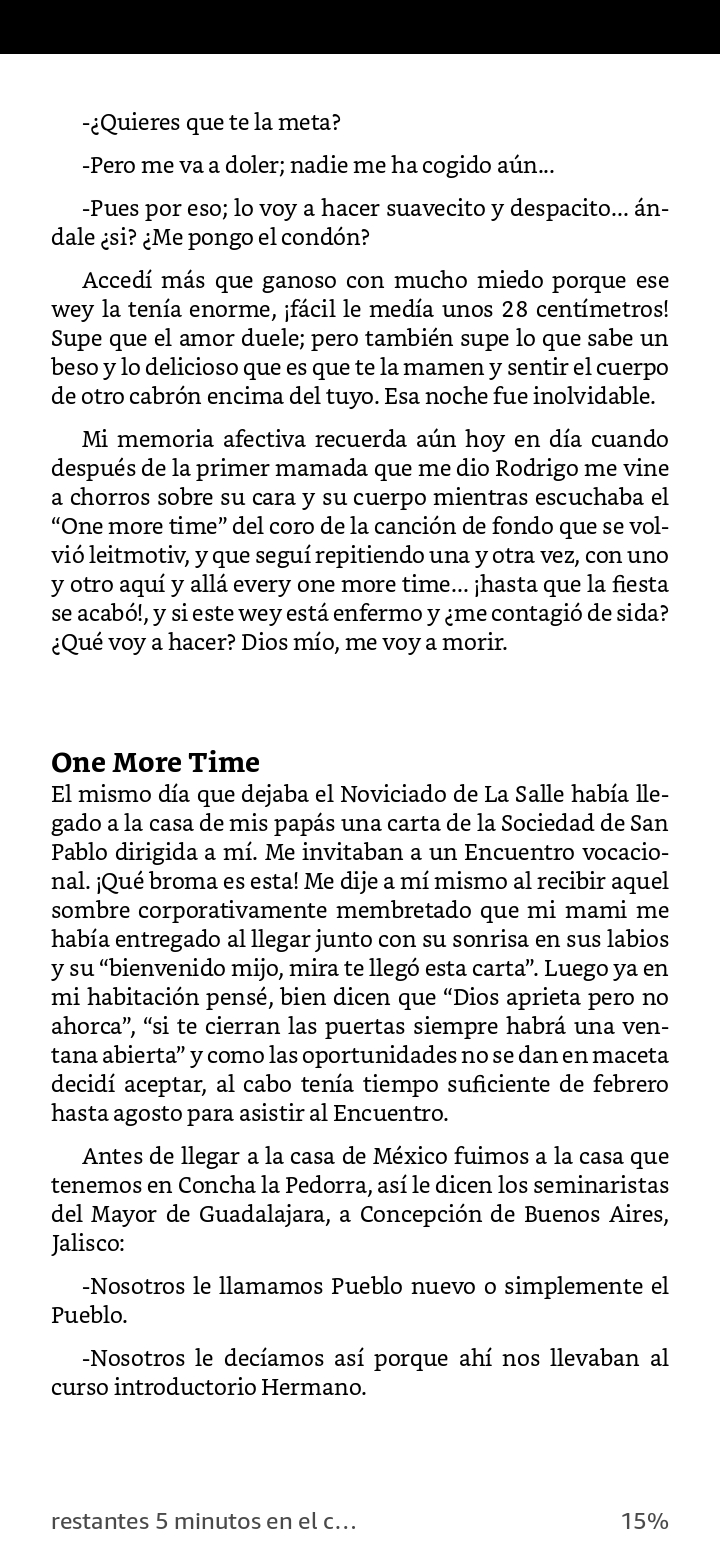 -¿Quieres que te la meta?
-Pero me va a doler; nadie me ha cogido aún...
-Pues por eso; lo voy a hacer suavecito y despacito... án-
dale ¿si? ¿Me pongo el condón?
Accedí más que ganoso con mucho miedo porque ese
wey la tenía enorme, ¡fácil le medía unos 28 centímetros!
Supe que el amor duele; pero también supe lo que sabe un
beso y lo delicioso que es que te la mamen y sentir el cuerpo
de otro cabrón encima del tuyo. Esa noche fue inolvidable.
Mi memoria afectiva recuerda aún hoy en día cuando
después de la primer mamada que me dio Rodrigo me vine
a chorros sobre su cara y su cuerpo mientras escuchaba el
“One more time” del coro de la canción de fondo que se vol-
vió leitmotiv, y que seguí repitiendo una y otra vez, con uno
y otro aquí y allá every one more time... ¡hasta que la fiesta
se acabó!, y si este wey está enfermo y ¿me contagió de sida?
¿Qué voy a hacer? Dios mío, me voy a morir.
One More Time
El mismo día que dejaba el Noviciado de La Salle había lle-
gado a la casa de mis papás una carta de la Sociedad de San
Pablo dirigida a mí. Me invitaban a un Encuentro vocacio-
nal. ¡Qué broma es esta! Me dije a mí mismo al recibir aquel
sombre corporativamente membretado que mi mami me
había entregado al llegar junto con su sonrisa en sus labios
y su “bienvenido mijo, mira te llegó esta carta”. Luego ya en
mi habitación pensé, bien dicen que “Dios aprieta pero no
ahorca”, “si te cierran las puertas siempre habrá una ven-
tana abierta” y como las oportunidades no se dan en maceta
decidí aceptar, al cabo tenía tiempo suficiente de febrero
hasta agosto para asistir al Encuentro.
Antes de llegar a la casa de México fuimos a la casa que
tenemos en Concha la Pedorra, así le dicen los seminaristas
del Mayor de Guadalajara, a Concepción de Buenos Aires,
Jalisco:
-Nosotros le llamamos Pueblo nuevo o simplemente el
Pueblo.
-Nosotros le decíamos así porque ahí nos llevaban al
curso introductorio Hermano.
restantes 5 minutos en el c... 15%